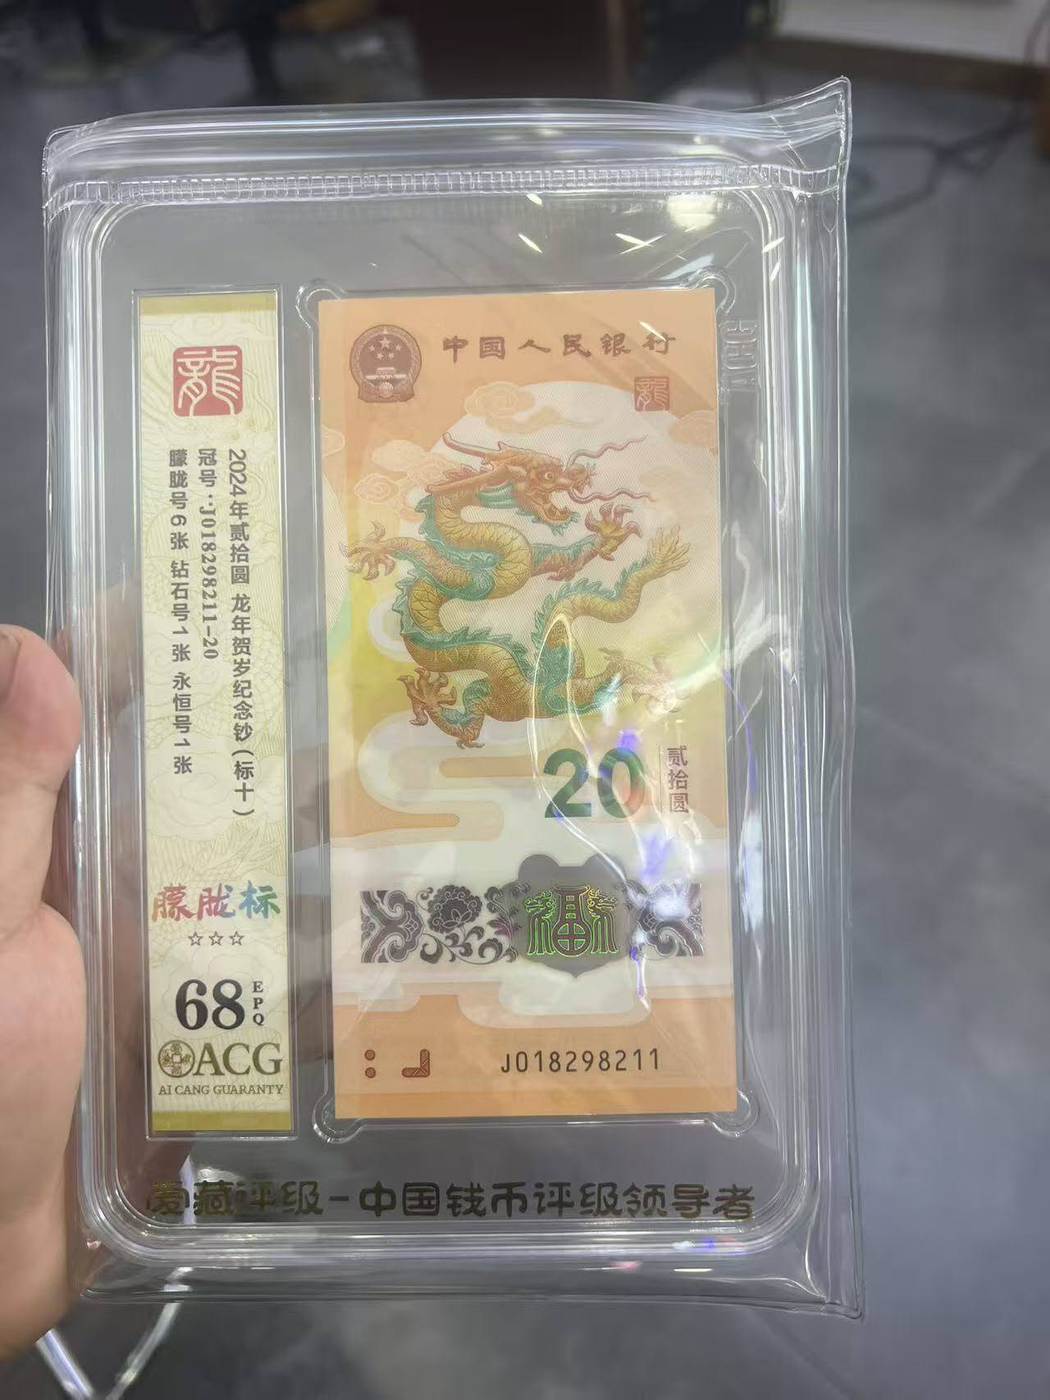 龍
2024年贰拾圆 龙年贺岁纪念钞（标十）
冠号：J018298211-20
朦胧号6张 钻石号1张 永恒号1张
朦胧标
☆☆☆
68 EPQ
ACG
AI CANG GUARANTY
中国人民银行
龍
20 贰拾圆
福
J018298211
爱藏评级-中国钱币评级领导者